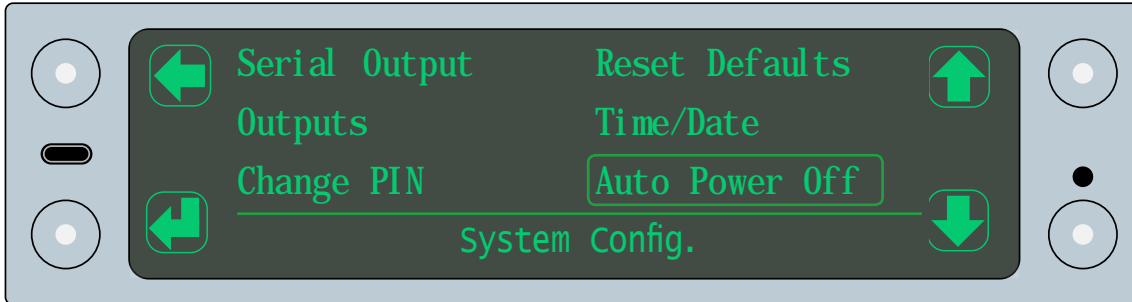 Serial Output Reset Defaults
Outputs Time/Date
Change PIN Auto Power Off
System Config.